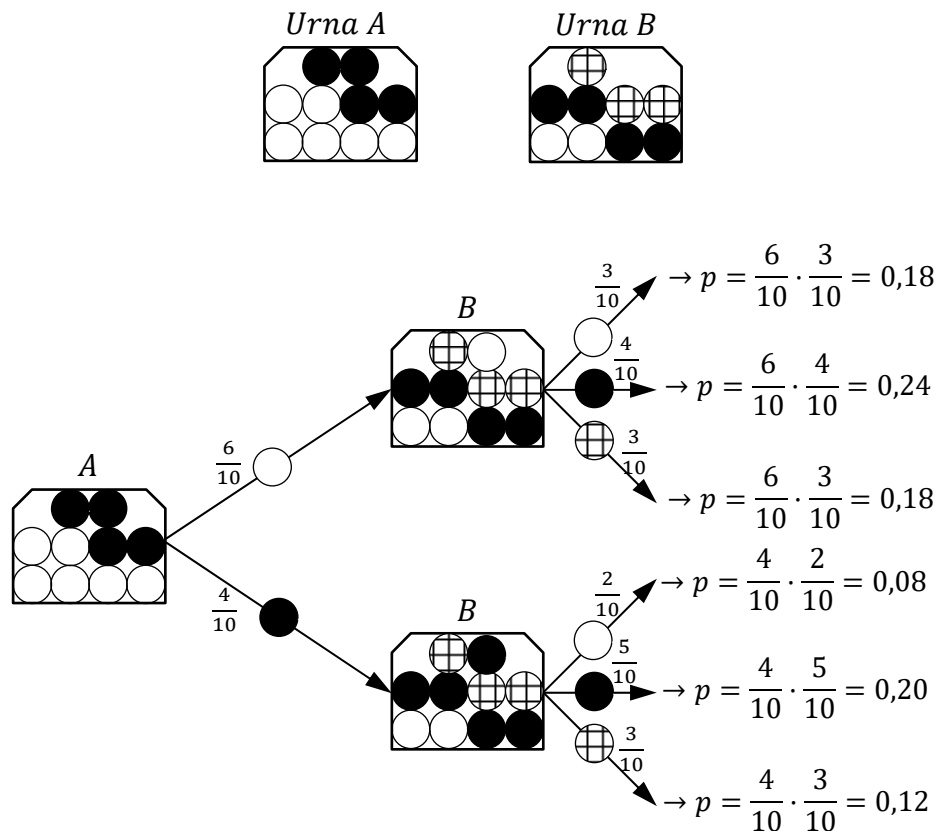 Urna A
Urna B
3/10
→ p = 6/10 · 3/10 = 0,18
B
4/10
→ p = 6/10 · 4/10 = 0,24
6/10
3/10
→ p = 6/10 · 3/10 = 0,18
A
4/10
2/10
→ p = 4/10 · 2/10 = 0,08
B
5/10
→ p = 4/10 · 5/10 = 0,20
3/10
→ p = 4/10 · 3/10 = 0,12